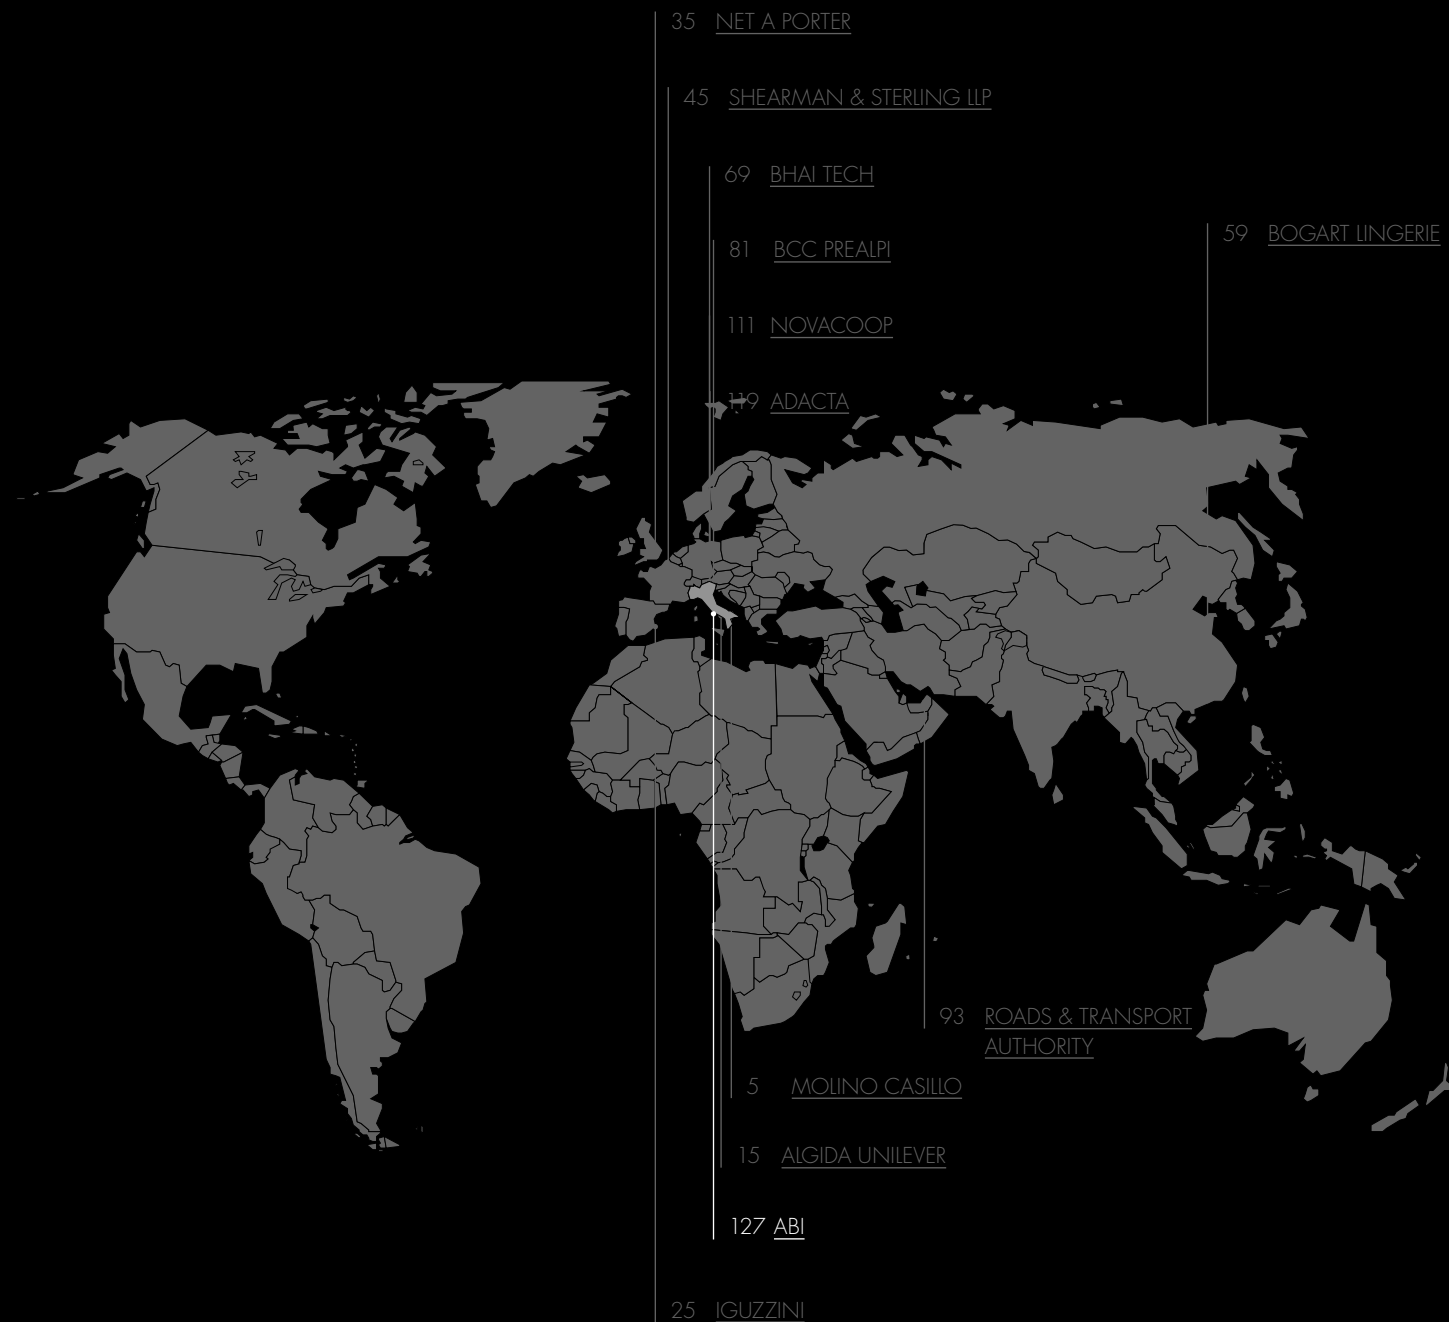 35 NET A PORTER
45 SHEARMAN & STERLING LLP
69 BHAI TECH
59 BOGART LINGERIE
81 BCC PREALPI
111 NOVACOOP
119 ADACTA
93 ROADS & TRANSPORT
AUTHORITY
5 MOLINO CASILLO
15 ALGIDA UNILEVER
127 ABI
25 IGUZZINI